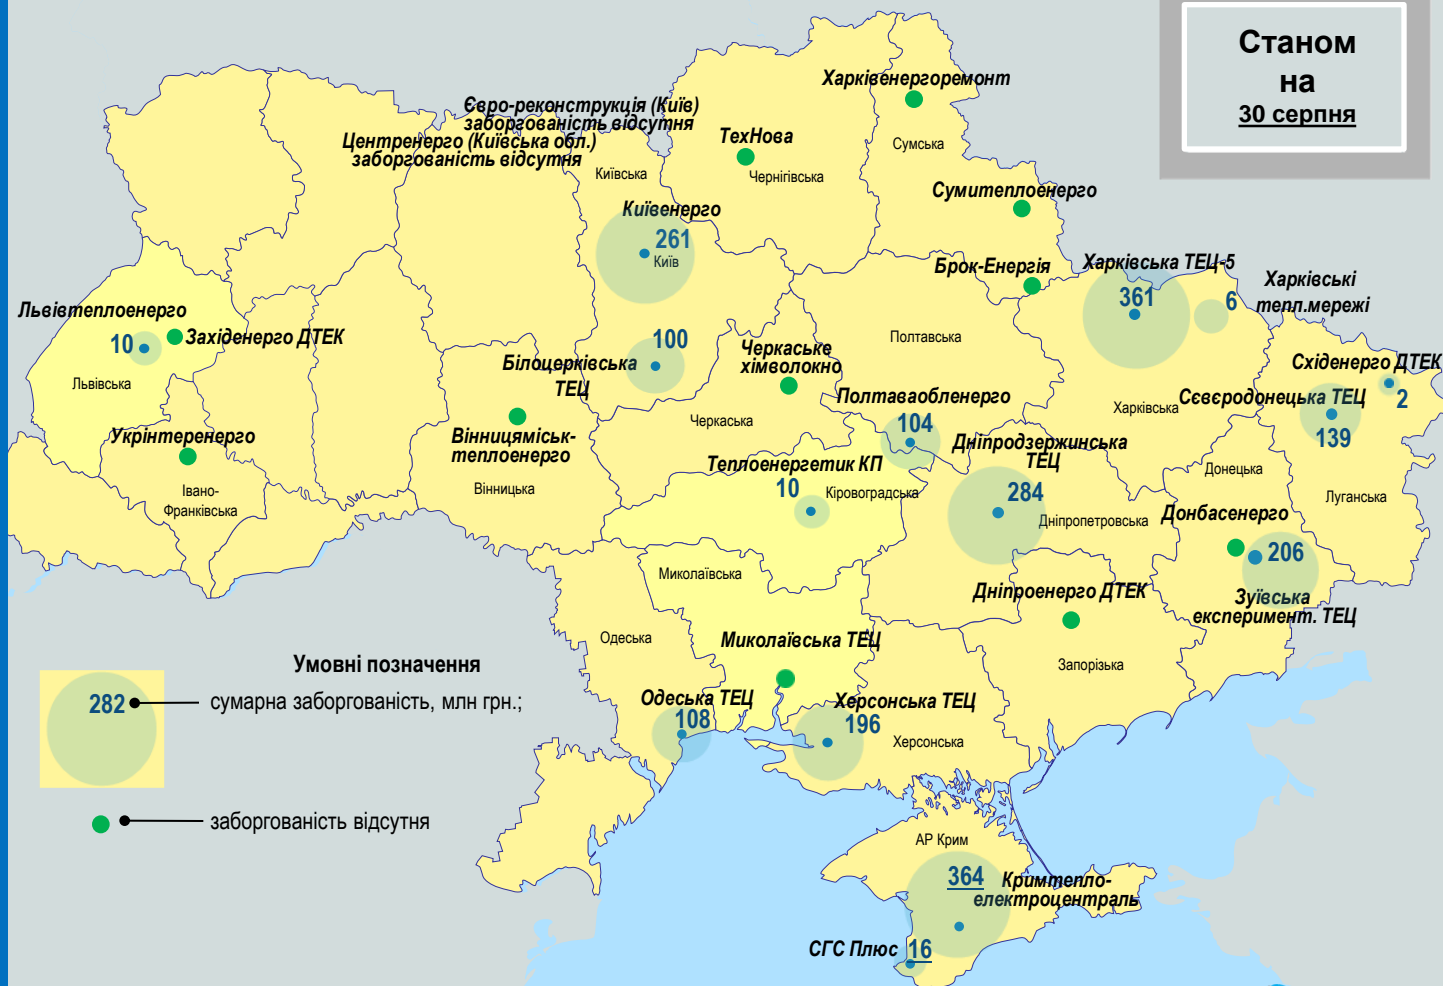 Станом
на
30 серпня
Харківенергоремонт
Євро-реконструкція (Київ)
заборгованість відсутня
Центренерго (Київська обл.)
заборгованість відсутня
ТехНова
Сумська
Київська
Чернігівська
Сумитеплоенерго
Київенерго
261
Київ
Брок-Енергія
Харківська ТЕЦ-5
361
6
Харківські
тепл.мережі
Львівтеплоенерго
10
Західенерго ДТЕК
Львівська
100
Білоцерківська
ТЕЦ
Черкаське
хімволокно
Полтавська
Східенерго ДТЕК
2
Полтаваобленерго
104
Харківська
Сєвєродонецька ТЕЦ
139
Укрінтеренерго
Вінницяміськ-
теплоенерго
Черкаська
Дніпродзержинська
ТЕЦ
284
Теплоенергетик КП
10
Кіровоградська
Донецька
Івано-
Франківська
Вінницька
Луганська
Дніпропетровська
Донбасенерго
206
Зуївська
експеримент. ТЕЦ
Миколаївська
Дніпроенерго ДТЕК
Одеська
Миколаївська ТЕЦ
Запорізька
Умовні позначення
282
сумарна заборгованість, млн грн.;
Одеська ТЕЦ
108
Херсонська ТЕЦ
196
Херсонська
заборгованість відсутня
АР Крим
364
Кримтепло-
електроцентраль
СГС Плюс
16